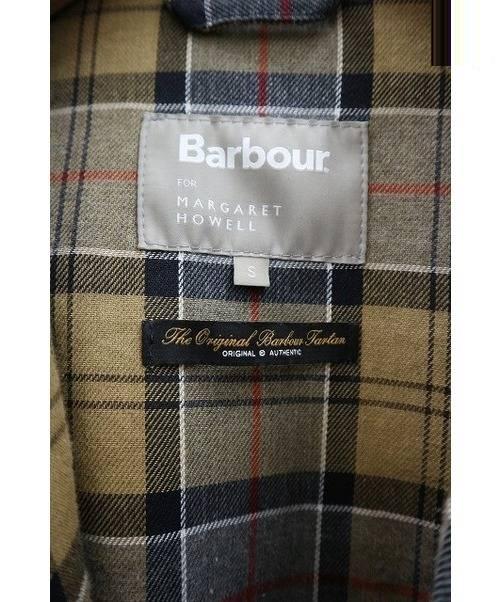 Barbour
FOR
MARGARET
HOWELL
S
The Original Barbour Tartan
ORIGINAL © AUTHENTIC